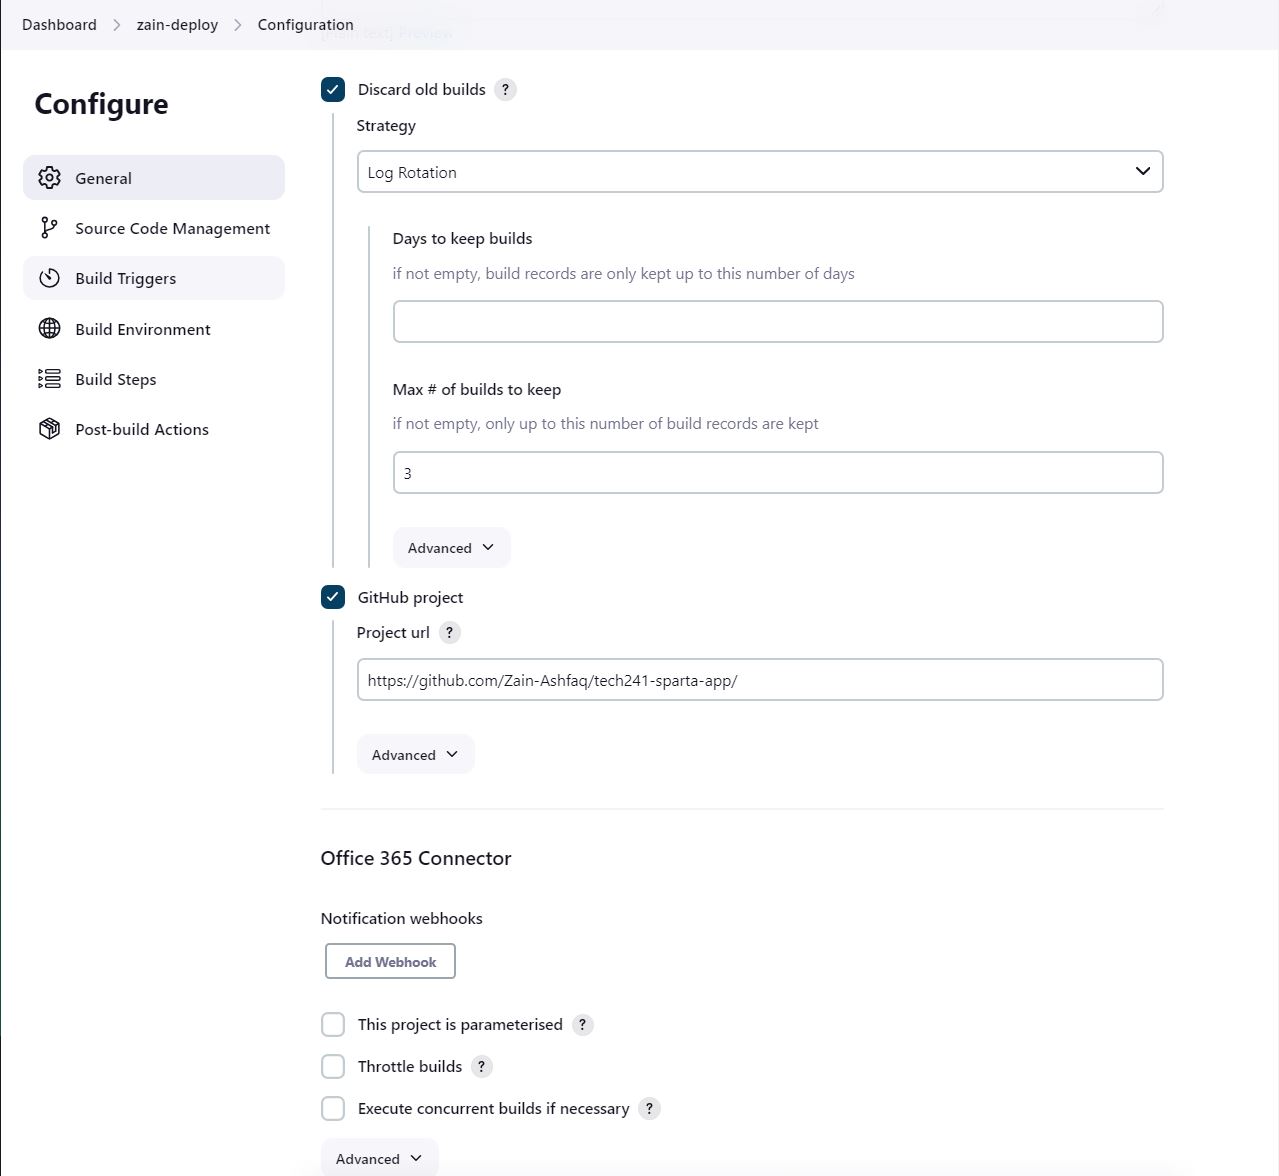 Dashboard > zain-deploy > Configuration
[Plain text] Preview
Configure
General
Source Code Management
Build Triggers
Build Environment
Build Steps
Post-build Actions
Discard old builds ?
Strategy
Log Rotation
Days to keep builds
if not empty, build records are only kept up to this number of days
Max # of builds to keep
if not empty, only up to this number of build records are kept
3
Advanced
GitHub project
Project url ?
https://github.com/Zain-Ashfaq/tech241-sparta-app/
Advanced
Office 365 Connector
Notification webhooks
Add Webhook
This project is parameterised ?
Throttle builds ?
Execute concurrent builds if necessary ?
Advanced